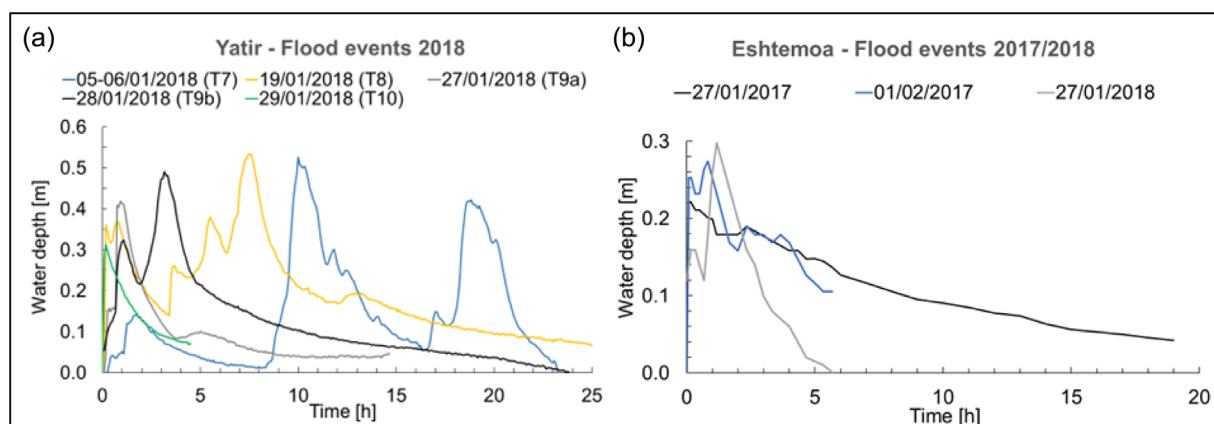 (a)
Yatir - Flood events 2018
05-06/01/2018 (T7) 19/01/2018 (T8) 27/01/2018 (T9a)
28/01/2018 (T9b) 29/01/2018 (T10)
Water depth [m]
0.6
0.5
0.4
0.3
0.2
0.1
0.0
0 5 10 15 20 25
Time [h]
(b)
Eshtemoa - Flood events 2017/2018
27/01/2017 01/02/2017 27/01/2018
Water depth [m]
0.3
0.2
0.1
0.0
0 5 10 15 20
Time [h]